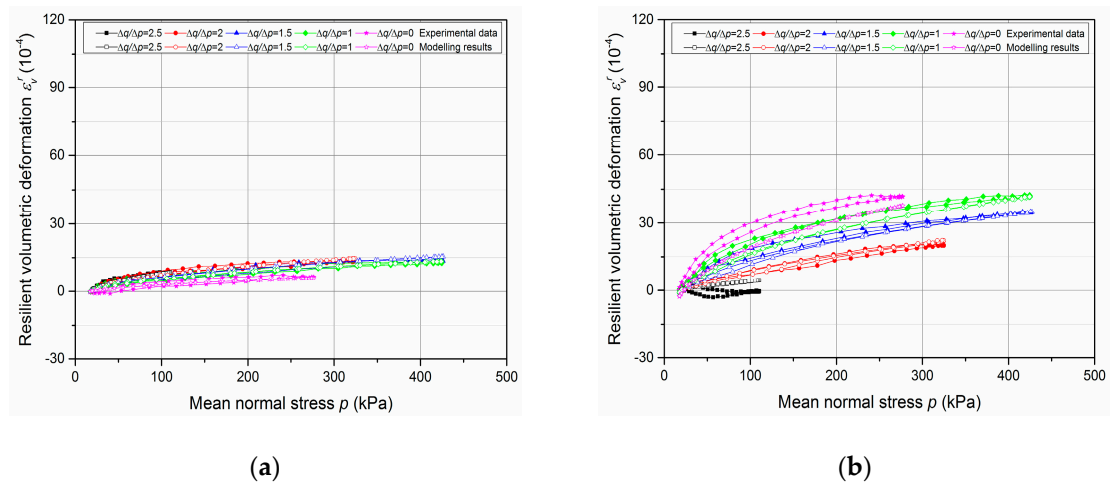 Δq/Δp=2.5 Δq/Δp=2 Δq/Δp=1.5 Δq/Δp=1 Δq/Δp=0 Experimental data
Δq/Δp=2.5 Δq/Δp=2 Δq/Δp=1.5 Δq/Δp=1 Δq/Δp=0 Modelling results
120
90
60
30
0
-30
Resilient volumetric deformation εᵥʳ (10⁻⁴)
0 100 200 300 400 500
Mean normal stress p (kPa)
(a)
Δq/Δp=2.5 Δq/Δp=2 Δq/Δp=1.5 Δq/Δp=1 Δq/Δp=0 Experimental data
Δq/Δp=2.5 Δq/Δp=2 Δq/Δp=1.5 Δq/Δp=1 Δq/Δp=0 Modelling results
120
90
60
30
0
-30
Resilient volumetric deformation εᵥʳ (10⁻⁴)
0 100 200 300 400 500
Mean normal stress p (kPa)
(b)